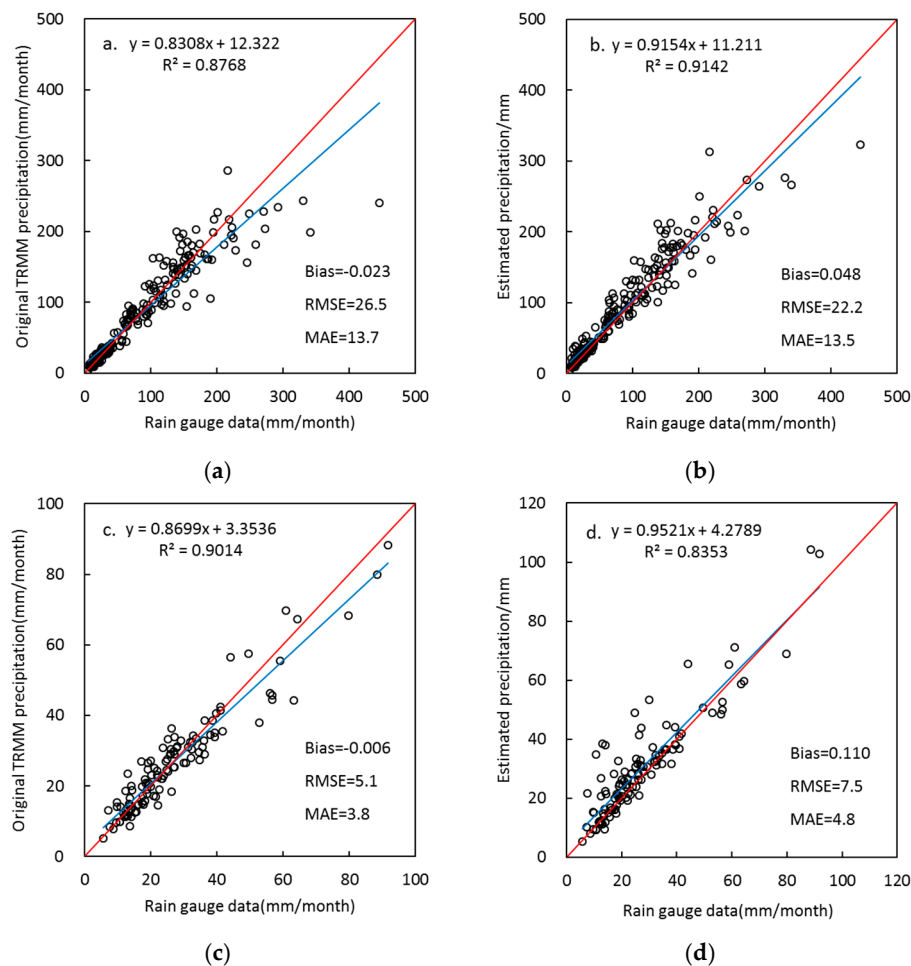 a. y = 0.8308x + 12.322
R² = 0.8768
Original TRMM precipitation(mm/month)
500
400
300
200
100
0
Bias=-0.023
RMSE=26.5
MAE=13.7
0 100 200 300 400 500
Rain gauge data(mm/month)
(a)
b. y = 0.9154x + 11.211
R² = 0.9142
Estimated precipitation/mm
500
400
300
200
100
0
Bias=0.048
RMSE=22.2
MAE=13.5
0 100 200 300 400 500
Rain gauge data(mm/month)
(b)
c. y = 0.8699x + 3.3536
R² = 0.9014
Original TRMM precipitation(mm/month)
100
80
60
40
20
0
Bias=-0.006
RMSE=5.1
MAE=3.8
0 20 40 60 80 100
Rain gauge data(mm/month)
(c)
d. y = 0.9521x + 4.2789
R² = 0.8353
Estimated precipitation/mm
120
100
80
60
40
20
0
Bias=0.110
RMSE=7.5
MAE=4.8
0 20 40 60 80 100 120
Rain gauge data(mm/month)
(d)